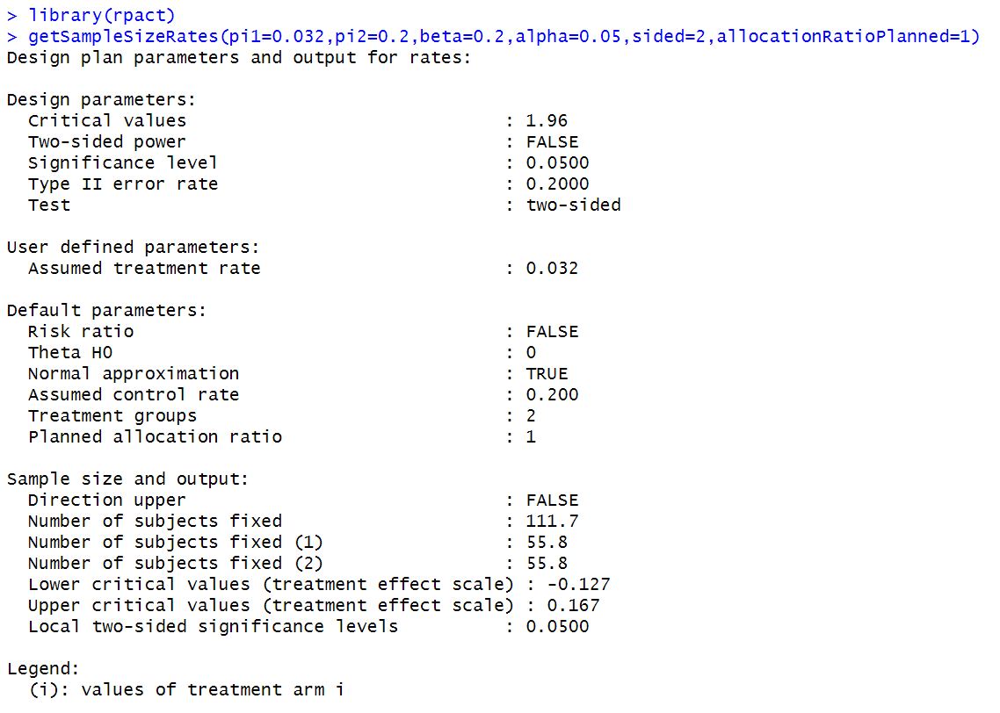 > library(rpact)
> getSampleSizeRates(pi1=0.032,pi2=0.2,beta=0.2,alpha=0.05,sided=2,allocationRatioPlanned=1)
Design plan parameters and output for rates:

Design parameters:
  Critical values                              : 1.96
  Two-sided power                              : FALSE
  Significance level                           : 0.0500
  Type II error rate                           : 0.2000
  Test                                         : two-sided

User defined parameters:
  Assumed treatment rate                       : 0.032

Default parameters:
  Risk ratio                                   : FALSE
  Theta H0                                     : 0
  Normal approximation                         : TRUE
  Assumed control rate                         : 0.200
  Treatment groups                             : 2
  Planned allocation ratio                     : 1

Sample size and output:
  Direction upper                              : FALSE
  Number of subjects fixed                     : 111.7
  Number of subjects fixed (1)                 : 55.8
  Number of subjects fixed (2)                 : 55.8
  Lower critical values (treatment effect scale) : -0.127
  Upper critical values (treatment effect scale) : 0.167
  Local two-sided significance levels          : 0.0500

Legend:
  (i): values of treatment arm i